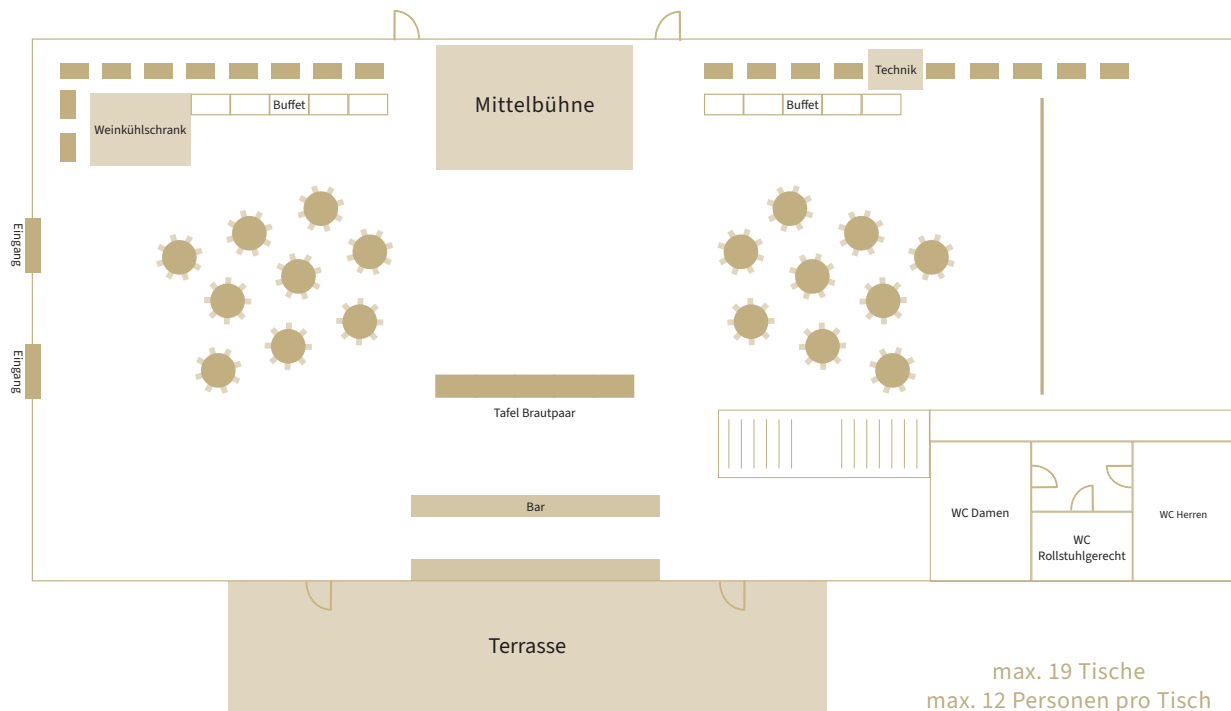 Technik
Mittelbühne
Buffet
Buffet
Weinkühlschrank
Eingang
Eingang
Tafel Brautpaar
Bar
WC Damen
WC Herren
WC
Rollstuhlgerecht
Terrasse
max. 19 Tische
max. 12 Personen pro Tisch